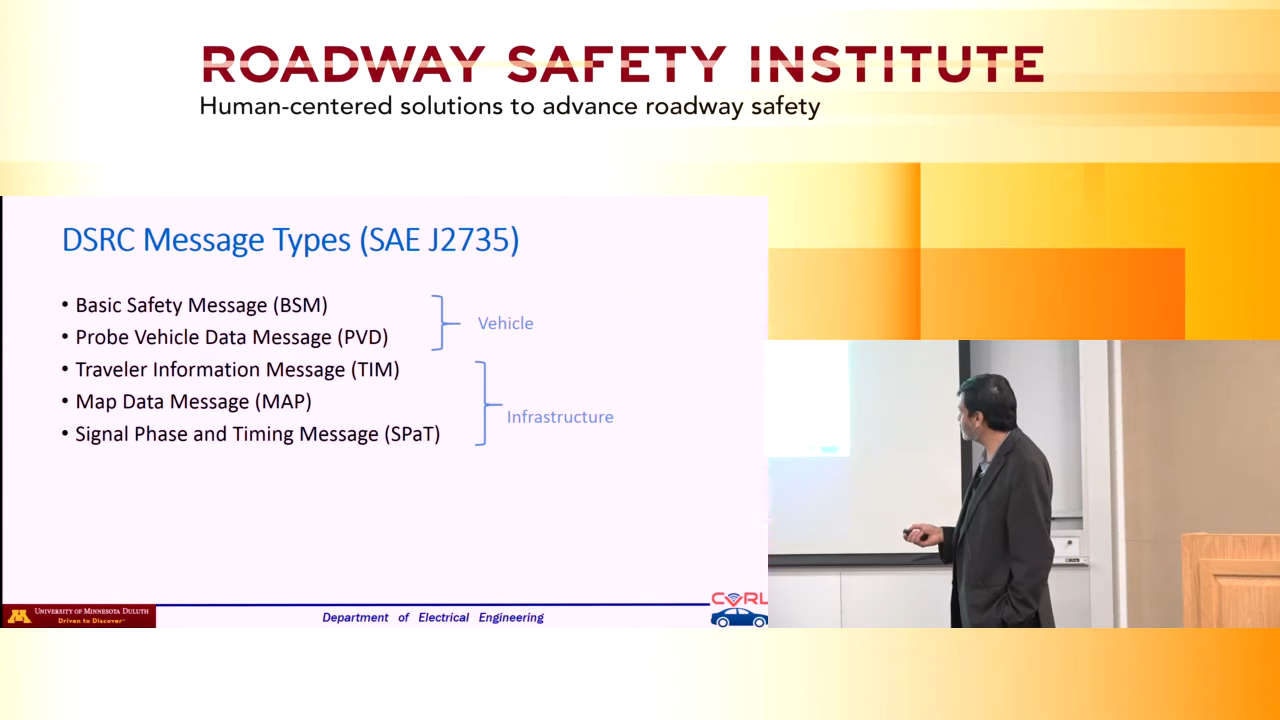 ROADWAY SAFETY INSTITUTE
Human-centered solutions to advance roadway safety
DSRC Message Types (SAE J2735)
• Basic Safety Message (BSM)
• Probe Vehicle Data Message (PVD)
Vehicle
• Traveler Information Message (TIM)
• Map Data Message (MAP)
• Signal Phase and Timing Message (SPaT)
Infrastructure
UNIVERSITY OF MINNESOTA DULUTH
Driven to Discover
Department of Electrical Engineering
CVRL